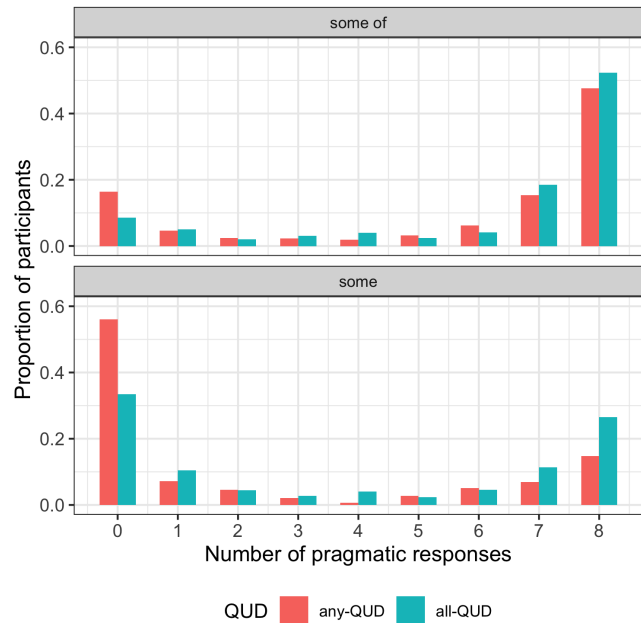 some of
0.6
0.4
0.2
0.0
some
0.6
0.4
0.2
0.0
Proportion of participants
0 1 2 3 4 5 6 7 8
Number of pragmatic responses
QUD any-QUD all-QUD